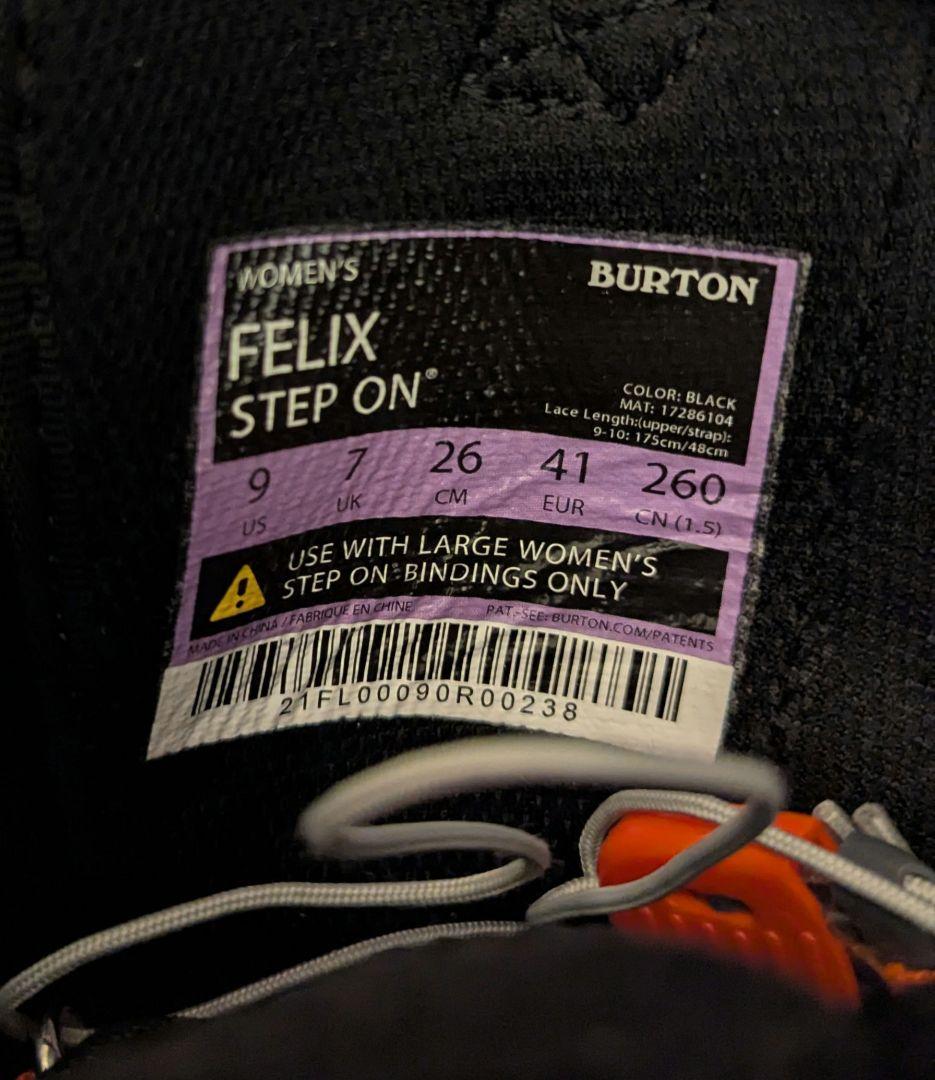 WOMEN'S
BURTON
FELIX
STEP ON®
COLOR: BLACK
MAT: 17286104
Lace Length:(upper/strap):
9-10: 175cm/48cm
9 7 26 41 260
US UK CM EUR CN (1.5)
USE WITH LARGE WOMEN'S
STEP ON® BINDINGS ONLY
MADE IN CHINA / FABRIQUE EN CHINE PAT.-SEE: BURTON.COM/PATENTS
21FL00090R00238